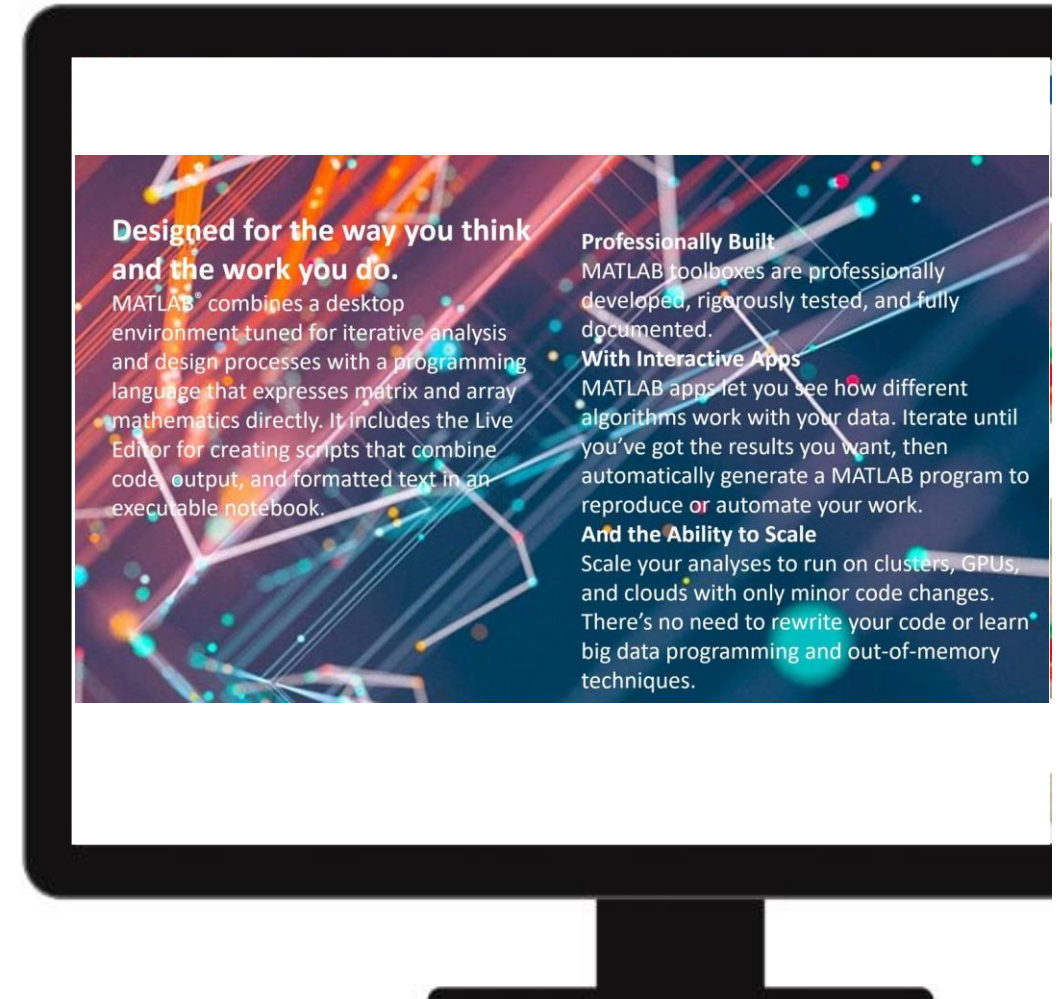 Designed for the way you think
and the work you do.
MATLAB® combines a desktop
environment tuned for iterative analysis
and design processes with a programming
language that expresses matrix and array
mathematics directly. It includes the Live
Editor for creating scripts that combine
code, output, and formatted text in an
executable notebook.
Professionally Built
MATLAB toolboxes are professionally
developed, rigorously tested, and fully
documented.
With Interactive Apps
MATLAB apps let you see how different
algorithms work with your data. Iterate until
you’ve got the results you want, then
automatically generate a MATLAB program to
reproduce or automate your work.
And the Ability to Scale
Scale your analyses to run on clusters, GPUs,
and clouds with only minor code changes.
There’s no need to rewrite your code or learn
big data programming and out-of-memory
techniques.